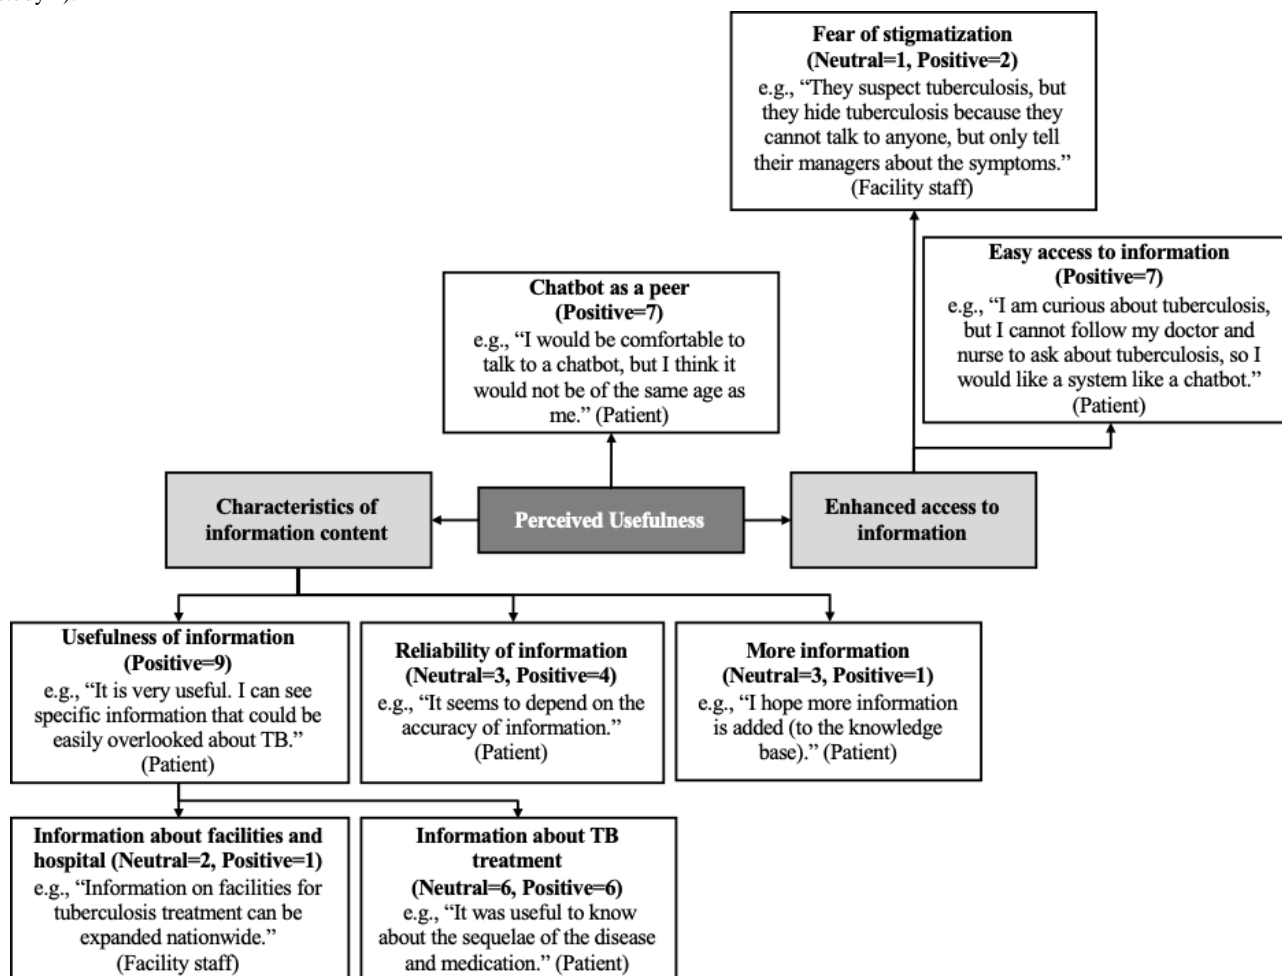 Fear of stigmatization
(Neutral=1, Positive=2)
e.g., “They suspect tuberculosis, but
they hide tuberculosis because they
cannot talk to anyone, but only tell
their managers about the symptoms.”
(Facility staff)
Easy access to information
(Positive=7)
e.g., “I am curious about tuberculosis,
but I cannot follow my doctor and
nurse to ask about tuberculosis, so I
would like a system like a chatbot.”
(Patient)
Chatbot as a peer
(Positive=7)
e.g., “I would be comfortable to
talk to a chatbot, but I think it
would not be of the same age as
me.” (Patient)
Characteristics of
information content
Perceived Usefulness
Enhanced access to
information
Usefulness of information
(Positive=9)
e.g., “It is very useful. I can see
specific information that could be
easily overlooked about TB.”
(Patient)
Reliability of information
(Neutral=3, Positive=4)
e.g., “It seems to depend on the
accuracy of information.”
(Patient)
More information
(Neutral=3, Positive=1)
e.g., “I hope more information
is added (to the knowledge
base).” (Patient)
Information about facilities and
hospital (Neutral=2, Positive=1)
e.g., “Information on facilities for
tuberculosis treatment can be
expanded nationwide.”
(Facility staff)
Information about TB
treatment
(Neutral=6, Positive=6)
e.g., “It was useful to know
about the sequelae of the disease
and medication.” (Patient)